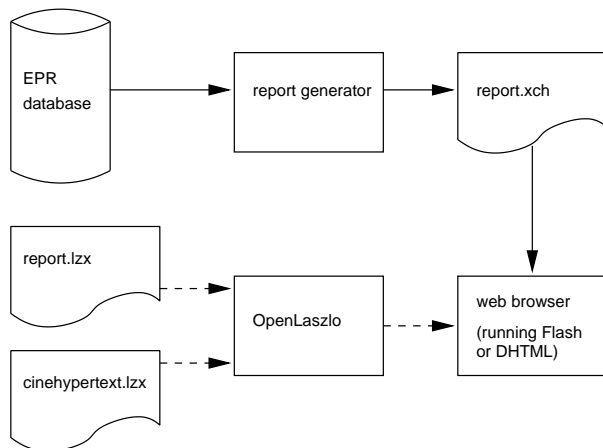 EPR
database
report generator
report.xch
report.lzx
OpenLaszlo
web browser
(running Flash
or DHTML)
cinehypertext.lzx